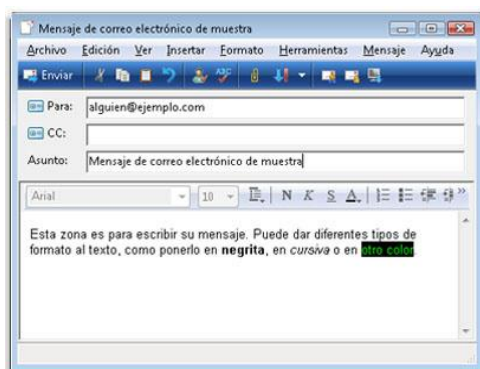 Mensaje de correo electrónico de muestra
Archivo Edición Ver Insertar Formato Herramientas Mensaje Ayuda
Enviar
Para: alguien@ejemplo.com
CC:
Asunto: Mensaje de correo electrónico de muestra
Arial 10 N K S A
Esta zona es para escribir su mensaje. Puede dar diferentes tipos de
formato al texto, como ponerlo en negrita, en cursiva o en otro color.